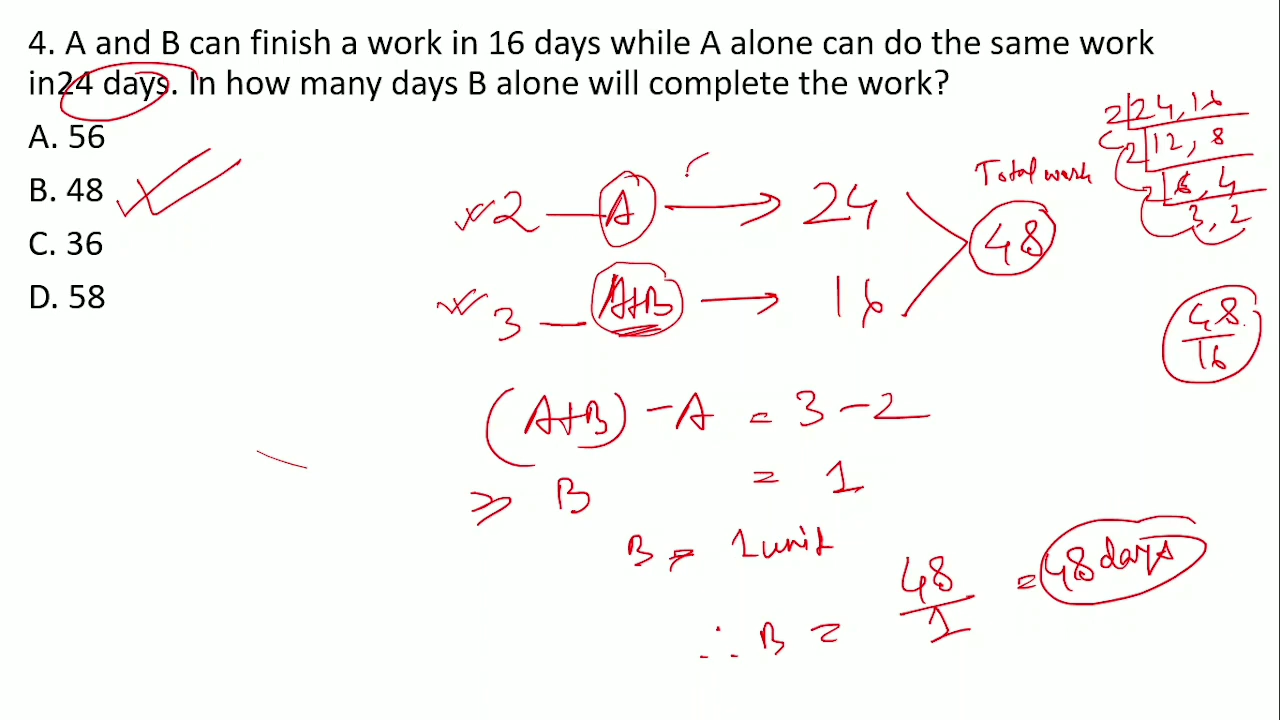 4. A and B can finish a work in 16 days while A alone can do the same work
in24 days. In how many days B alone will complete the work?
A. 56
B. 48
C. 36
D. 58
2 — A → 24
3 — A+B → 16
Total work
48
2 24, 16
2 12, 8
2 6, 4
3, 2
48
16
(A+B) - A = 3 - 2
⇒ B = 1
B = 1 unit
∴ B = 48/1 = 48 days